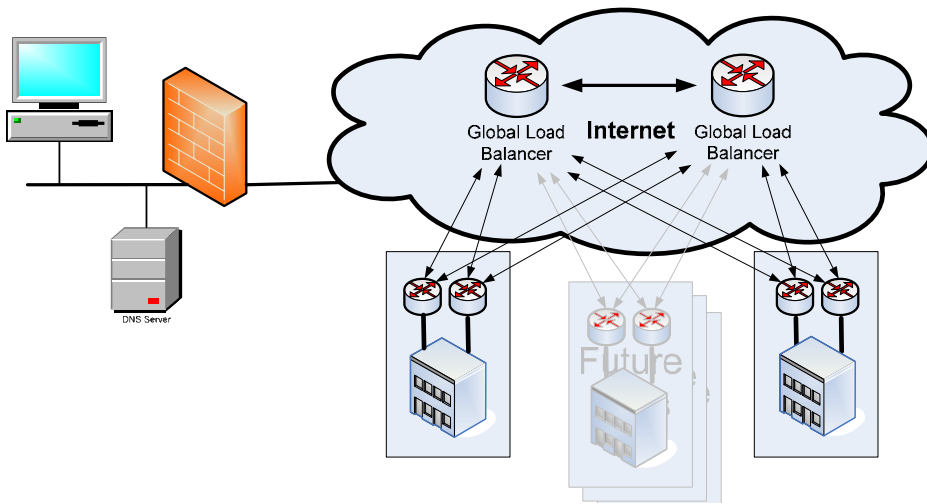 Global Load
Balancer
Internet
Global Load
Balancer
DNS Server
Future